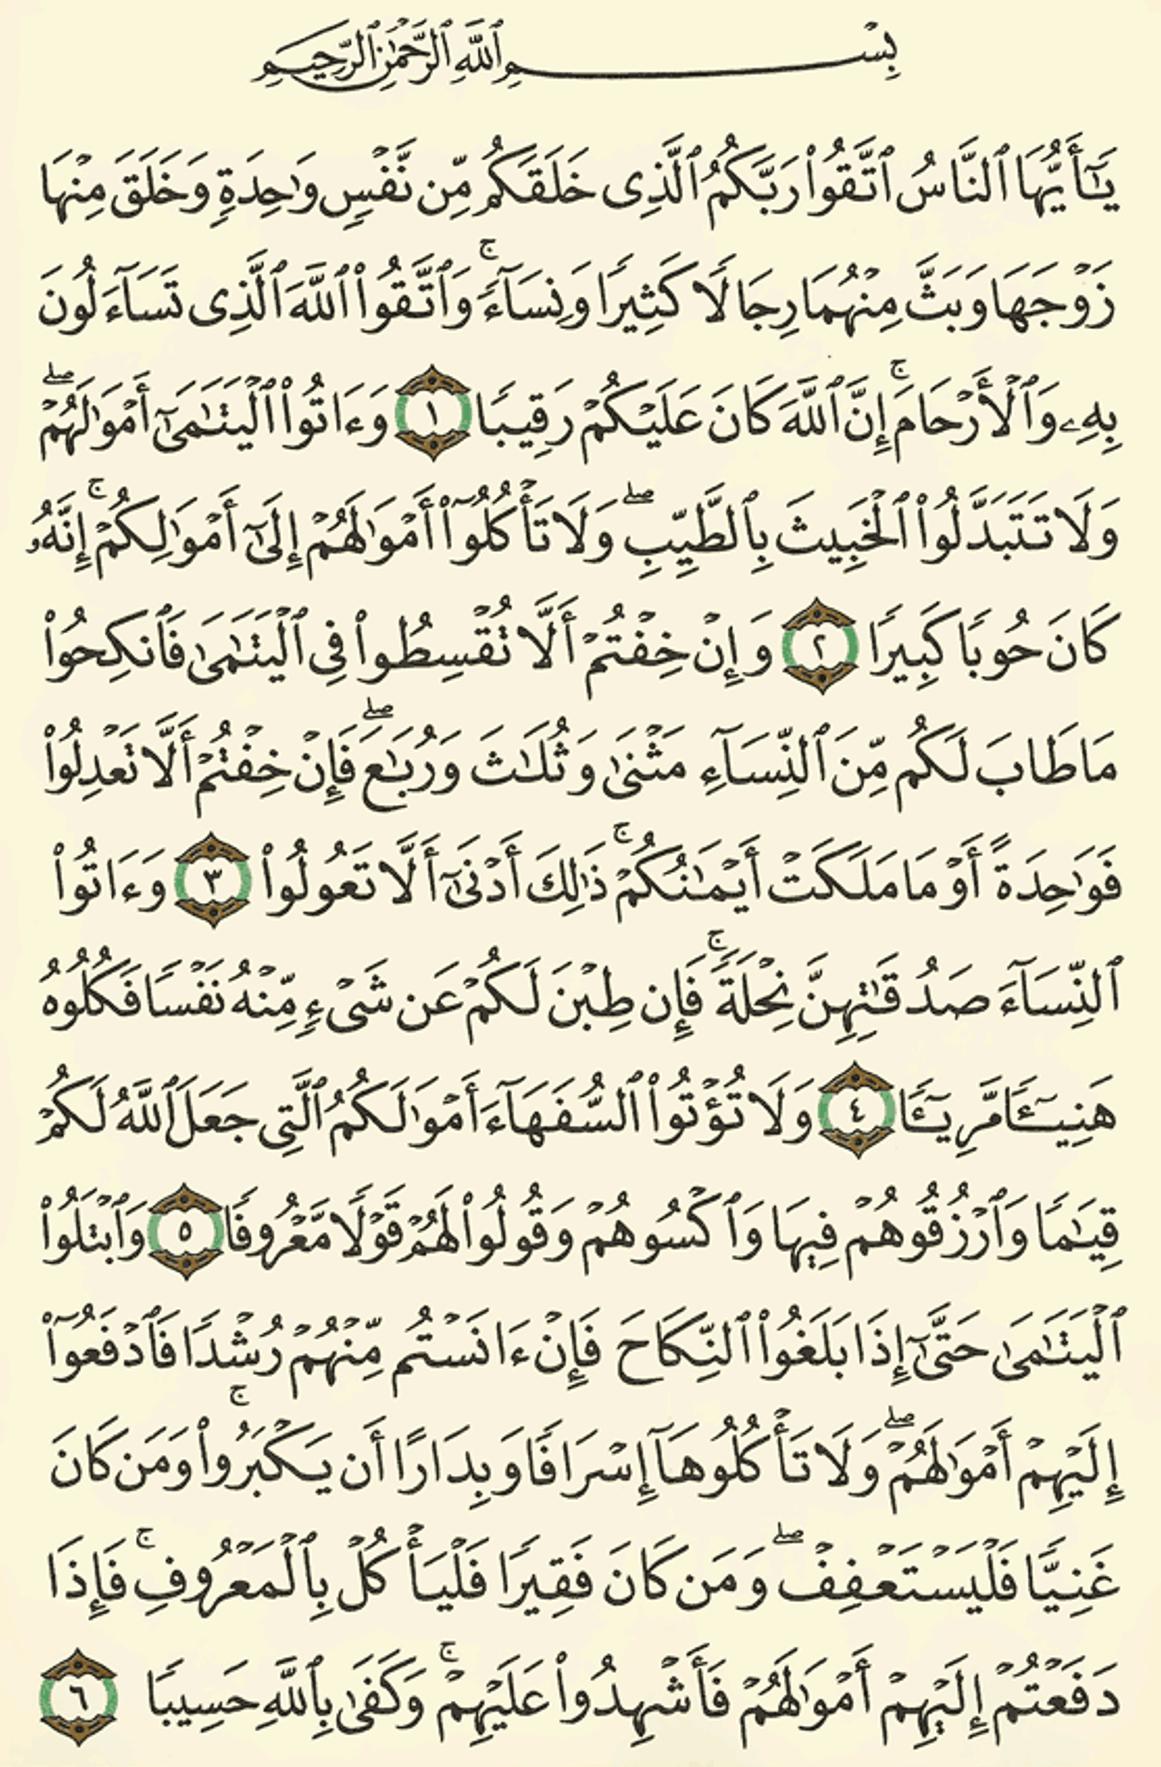 بِسْمِ ٱللَّهِ ٱلرَّحْمَٰنِ ٱلرَّحِيمِ
يَٰٓأَيُّهَا ٱلنَّاسُ ٱتَّقُوا۟ رَبَّكُمُ ٱلَّذِى خَلَقَكُم مِّن نَّفْسٍ وَٰحِدَةٍ وَخَلَقَ مِنْهَا
زَوْجَهَا وَبَثَّ مِنْهُمَا رِجَالًا كَثِيرًا وَنِسَآءً ۚ وَٱتَّقُوا۟ ٱللَّهَ ٱلَّذِى تَسَآءَلُونَ
بِهِۦ وَٱلْأَرْحَامَ ۚ إِنَّ ٱللَّهَ كَانَ عَلَيْكُمْ رَقِيبًا ١ وَءَاتُوا۟ ٱلْيَتَٰمَىٰٓ أَمْوَٰلَهُمْ ۖ
وَلَا تَتَبَدَّلُوا۟ ٱلْخَبِيثَ بِٱلطَّيِّبِ ۖ وَلَا تَأْكُلُوٓا۟ أَمْوَٰلَهُمْ إِلَىٰٓ أَمْوَٰلِكُمْ ۚ إِنَّهُۥ
كَانَ حُوبًا كَبِيرًا ٢ وَإِنْ خِفْتُمْ أَلَّا تُقْسِطُوا۟ فِى ٱلْيَتَٰمَىٰ فَٱنكِحُوا۟
مَا طَابَ لَكُم مِّنَ ٱلنِّسَآءِ مَثْنَىٰ وَثُلَٰثَ وَرُبَٰعَ ۖ فَإِنْ خِفْتُمْ أَلَّا تَعْدِلُوا۟
فَوَٰحِدَةً أَوْ مَا مَلَكَتْ أَيْمَٰنُكُمْ ۚ ذَٰلِكَ أَدْنَىٰٓ أَلَّا تَعُولُوا۟ ٣ وَءَاتُوا۟
ٱلنِّسَآءَ صَدُقَٰتِهِنَّ نِحْلَةً ۚ فَإِن طِبْنَ لَكُمْ عَن شَىْءٍ مِّنْهُ نَفْسًا فَكُلُوهُ
هَنِيٓـًٔا مَّرِيٓـًٔا ٤ وَلَا تُؤْتُوا۟ ٱلسُّفَهَآءَ أَمْوَٰلَكُمُ ٱلَّتِى جَعَلَ ٱللَّهُ لَكُمْ
قِيَٰمًا وَٱرْزُقُوهُمْ فِيهَا وَٱكْسُوهُمْ وَقُولُوا۟ لَهُمْ قَوْلًا مَّعْرُوفًا ٥ وَٱبْتَلُوا۟
ٱلْيَتَٰمَىٰ حَتَّىٰٓ إِذَا بَلَغُوا۟ ٱلنِّكَاحَ فَإِنْ ءَانَسْتُم مِّنْهُمْ رُشْدًا فَٱدْفَعُوٓا۟
إِلَيْهِمْ أَمْوَٰلَهُمْ ۖ وَلَا تَأْكُلُوهَآ إِسْرَافًا وَبِدَارًا أَن يَكْبَرُوا۟ ۚ وَمَن كَانَ
غَنِيًّا فَلْيَسْتَعْفِفْ ۖ وَمَن كَانَ فَقِيرًا فَلْيَأْكُلْ بِٱلْمَعْرُوفِ ۚ فَإِذَا
دَفَعْتُمْ إِلَيْهِمْ أَمْوَٰلَهُمْ فَأَشْهِدُوا۟ عَلَيْهِمْ ۚ وَكَفَىٰ بِٱللَّهِ حَسِيبًا ٦